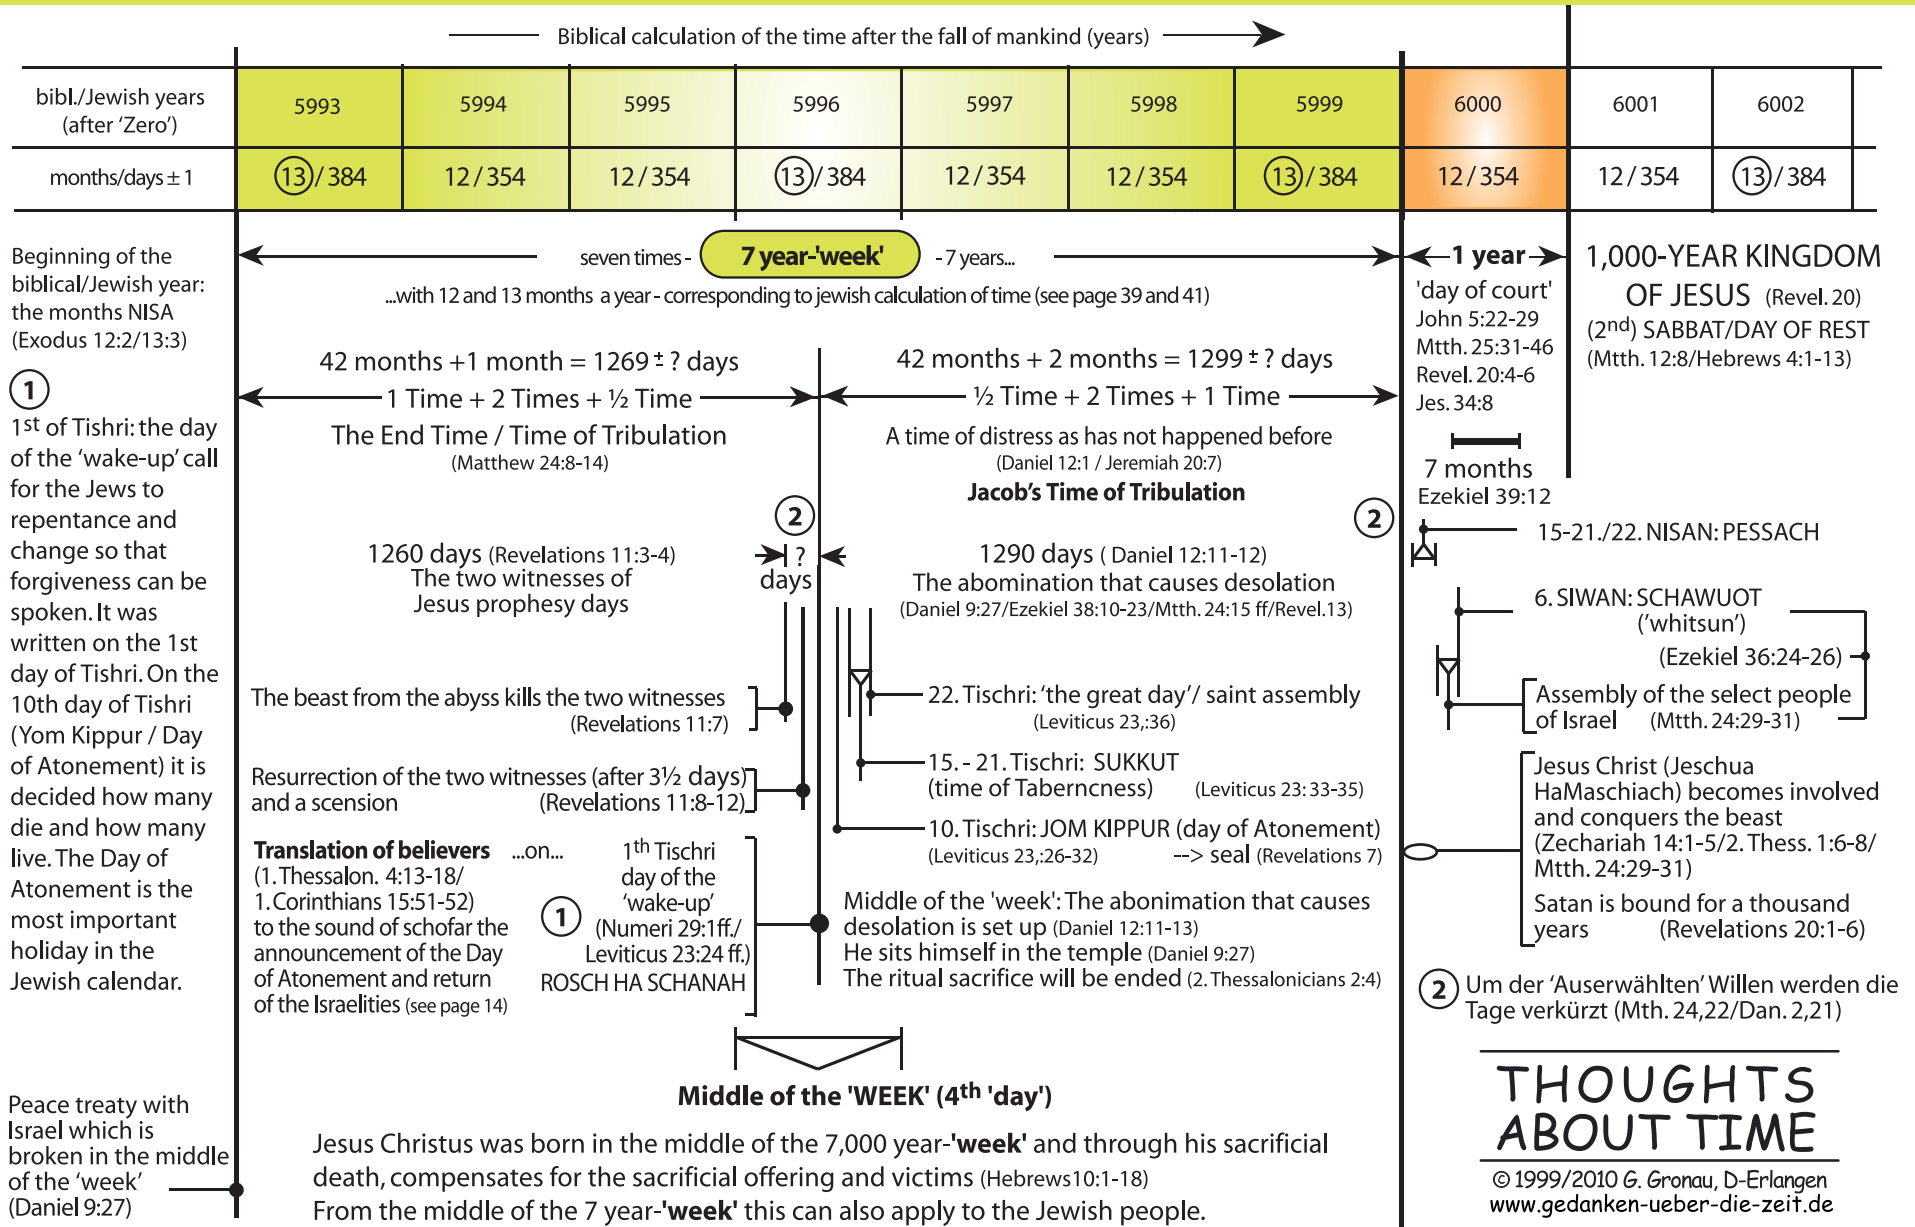 Biblical calculation of the time after the fall of mankind (years)
bibl./Jewish years
(after ‘Zero’)
5993 5994 5995 5996 5997 5998 5999 6000 6001 6002
months/days ± 1
13/384 12/354 12/354 13/384 12/354 12/354 13/384 12/354 12/354 13/384
Beginning of the
biblical/Jewish year:
the months NISA
(Exodus 12:2/13:3)
1
1st of Tishri: the day
of the ‘wake-up’ call
for the Jews to
repentance and
change so that
forgiveness can be
spoken. It was
written on the 1st
day of Tishri. On the
10th day of Tishri
(Yom Kippur / Day
of Atonement) it is
decided how many
die and how many
live. The Day of
Atonement is the
most important
holiday in the
Jewish calendar.
Peace treaty with
Israel which is
broken in the middle
of the ‘week’
(Daniel 9:27)
seven times - 7 year-'week' - 7 years...
...with 12 and 13 months a year - corresponding to jewish calculation of time (see page 39 and 41)
42 months +1 month = 1269 ± ? days
1 Time + 2 Times + ½ Time
The End Time / Time of Tribulation
(Matthew 24:8-14)
2
1260 days (Revelations 11:3-4)
The two witnesses of
Jesus prophesy days
?
days
The beast from the abyss kills the two witnesses
(Revelations 11:7)
Resurrection of the two witnesses (after 3½ days)
and a scension (Revelations 11:8-12)
Translation of believers ...on...
(1. Thessalon. 4:13-18/
1. Corinthians 15:51-52)
to the sound of schofar the
announcement of the Day
of Atonement and return
of the Israelities (see page 14)
1
1th Tischri
day of the
'wake-up'
(Numeri 29:1ff./
Leviticus 23:24 ff.)
ROSCH HA SCHANAH
42 months + 2 months = 1299 ± ? days
½ Time + 2 Times + 1 Time
A time of distress as has not happened before
(Daniel 12:1 / Jeremiah 20:7)
Jacob’s Time of Tribulation
2
1290 days ( Daniel 12:11-12)
The abomination that causes desolation
(Daniel 9:27/Ezekiel 38:10-23/Mtth. 24:15 ff/Revel.13)
22. Tischri: ‘the great day’/ saint assembly
(Leviticus 23,:36)
15. - 21. Tischri: SUKKUT
(time of Taberncness) (Leviticus 23: 33-35)
10. Tischri: JOM KIPPUR (day of Atonement)
(Leviticus 23,:26-32) --> seal (Revelations 7)
Middle of the 'week': The abonimation that causes
desolation is set up (Daniel 12:11-13)
He sits himself in the temple (Daniel 9:27)
The ritual sacrifice will be ended (2. Thessalonicians 2:4)
Middle of the 'WEEK' (4th 'day')
Jesus Christus was born in the middle of the 7,000 year-'week' and through his sacrificial
death, compensates for the sacrificial offering and victims (Hebrews10:1-18)
From the middle of the 7 year-'week' this can also apply to the Jewish people.
1 year
'day of court'
John 5:22-29
Mtth. 25:31-46
Revel. 20:4-6
Jes. 34:8
7 months
Ezekiel 39:12
1,000-YEAR KINGDOM
OF JESUS (Revel. 20)
(2nd) SABBAT/DAY OF REST
(Mtth. 12:8/Hebrews 4:1-13)
15-21./22. NISAN: PESSACH
6. SIWAN: SCHAWUOT
('whitsun')
(Ezekiel 36:24-26)
Assembly of the select people
of Israel (Mtth. 24:29-31)
Jesus Christ (Jeschua
HaMaschiach) becomes involved
and conquers the beast
(Zechariah 14:1-5/2. Thess. 1:6-8/
Mtth. 24:29-31)
Satan is bound for a thousand
years (Revelations 20:1-6)
2 Um der ‘Auserwählten’ Willen werden die
Tage verkürzt (Mth. 24,22/Dan. 2,21)
THOUGHTS
ABOUT TIME
© 1999/2010 G. Gronau, D-Erlangen
www.gedanken-ueber-die-zeit.de